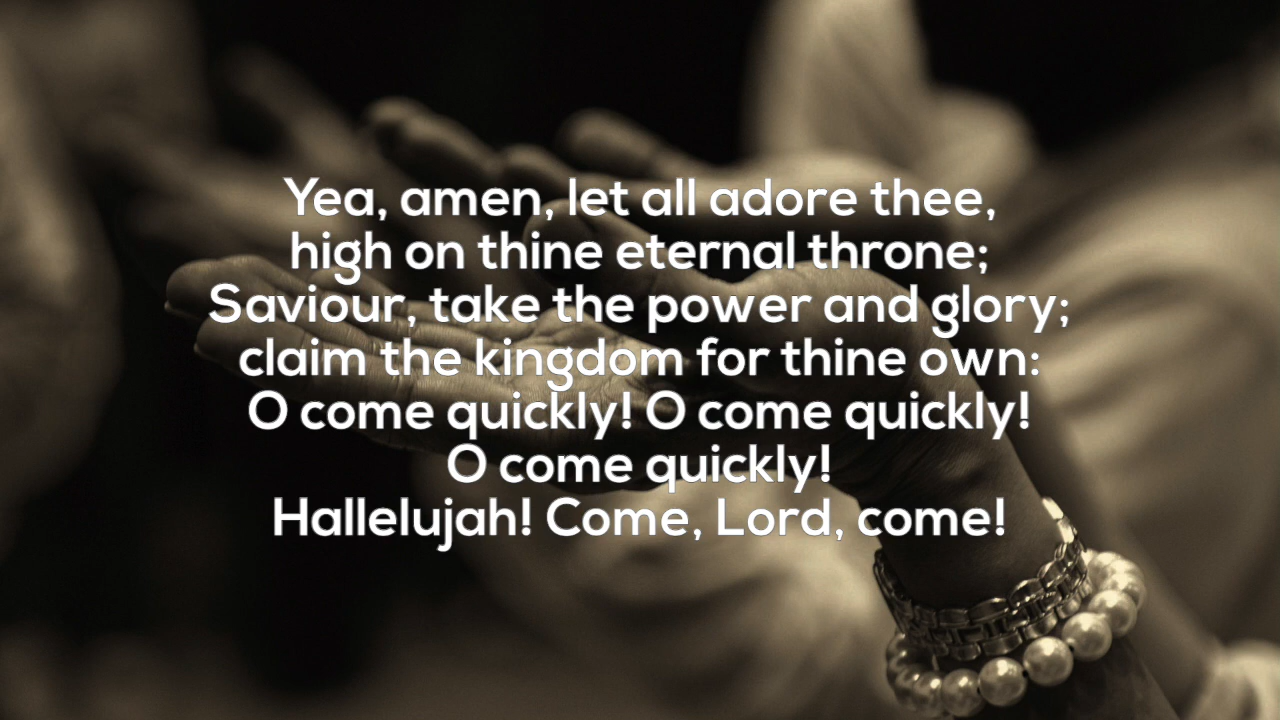 Yea, amen, let all adore thee,
high on thine eternal throne;
Saviour, take the power and glory;
claim the kingdom for thine own:
O come quickly! O come quickly!
O come quickly!
Hallelujah! Come, Lord, come!